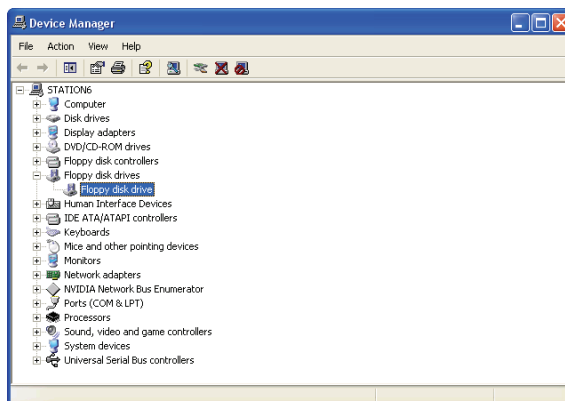 Device Manager
File Action View Help
STATION6
Computer
Disk drives
Display adapters
DVD/CD-ROM drives
Floppy disk controllers
Floppy disk drives
Floppy disk drive
Human Interface Devices
IDE ATA/ATAPI controllers
Keyboards
Mice and other pointing devices
Monitors
Network adapters
NVIDIA Network Bus Enumerator
Ports (COM & LPT)
Processors
Sound, video and game controllers
System devices
Universal Serial Bus controllers